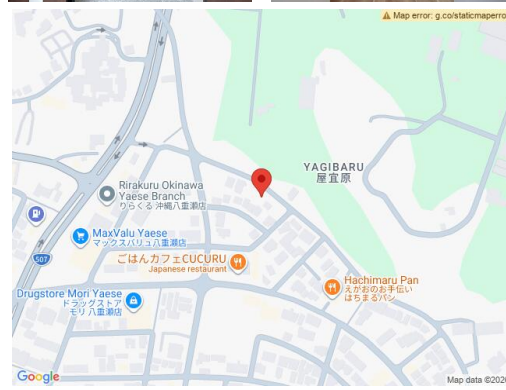 Map error: g.co/staticmaperro
YAGIBARU
屋宜原
Rirakuru Okinawa
Yaese Branch
りらくる 沖縄八重瀬店
MaxValu Yaese
マックスバリュ八重瀬店
507
ごはんカフェCUCURU
Japanese restaurant
Hachimaru Pan
えがおのお手伝い
はちまるパン
Drugstore Mori Yaese
ドラッグストア
モリ 八重瀬店
Google
Map data ©2026